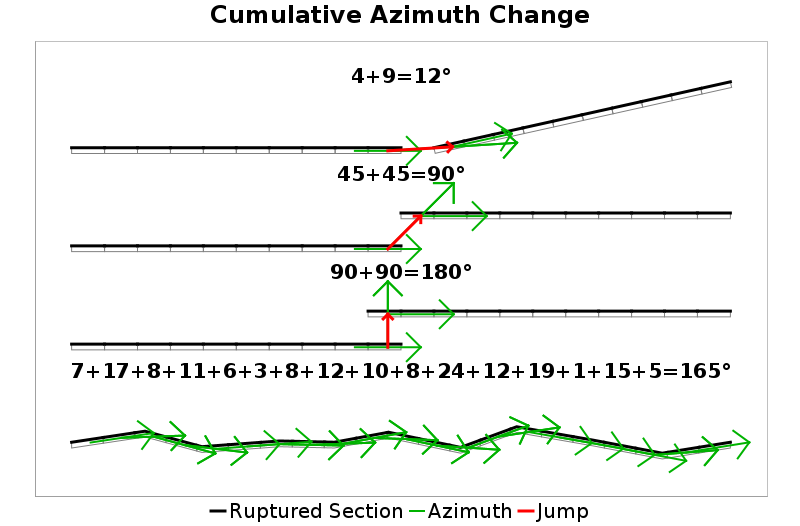 Cumulative Azimuth Change
4+9=12°
45+45=90°
90+90=180°
7+17+8+11+6+3+8+12+10+8+24+12+19+1+15+5=165°
Ruptured Section Azimuth Jump